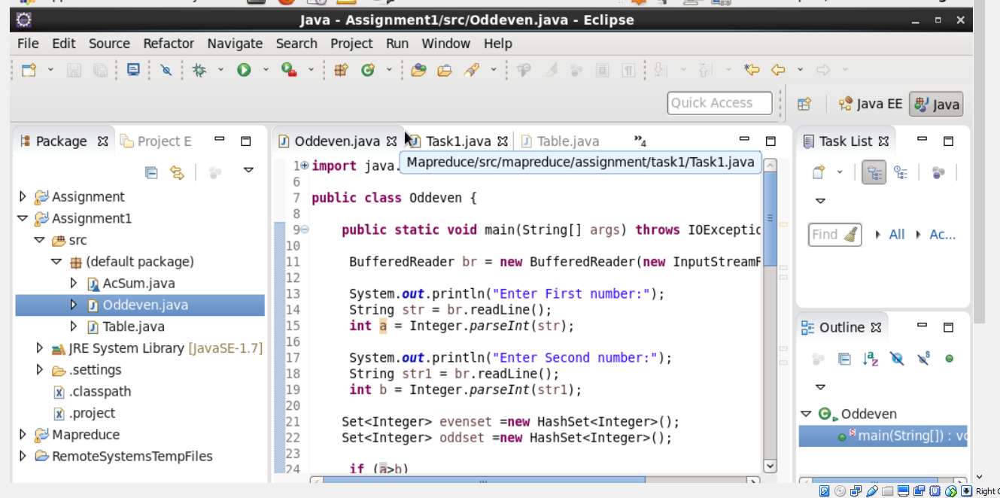 Java - Assignment1/src/Oddeven.java - Eclipse
File Edit Source Refactor Navigate Search Project Run Window Help
Quick Access
Java EE
Java
Package
Project E
Assignment
Assignment1
src
(default package)
AcSum.java
Oddeven.java
Table.java
JRE System Library [JavaSE-1.7]
.settings
.classpath
.project
Mapreduce
RemoteSystemsTempFiles
Oddeven.java
Task1.java
Table.java
»4
Mapreduce/src/mapreduce/assignment/task1/Task1.java
1 import java.
6
7 public class Oddeven {
8
9 public static void main(String[] args) throws IOExceptio
10
11 BufferedReader br = new BufferedReader(new InputStreamR
12
13 System.out.println("Enter First number:");
14 String str = br.readLine();
15 int a = Integer.parseInt(str);
16
17 System.out.println("Enter Second number:");
18 String str1 = br.readLine();
19 int b = Integer.parseInt(str1);
20
21 Set<Integer> evenset =new HashSet<Integer>();
22 Set<Integer> oddset =new HashSet<Integer>();
23
24 if (a>b)
Task List
Find
All
Ac...
Outline
Oddeven
main(String[]) : vo
Right